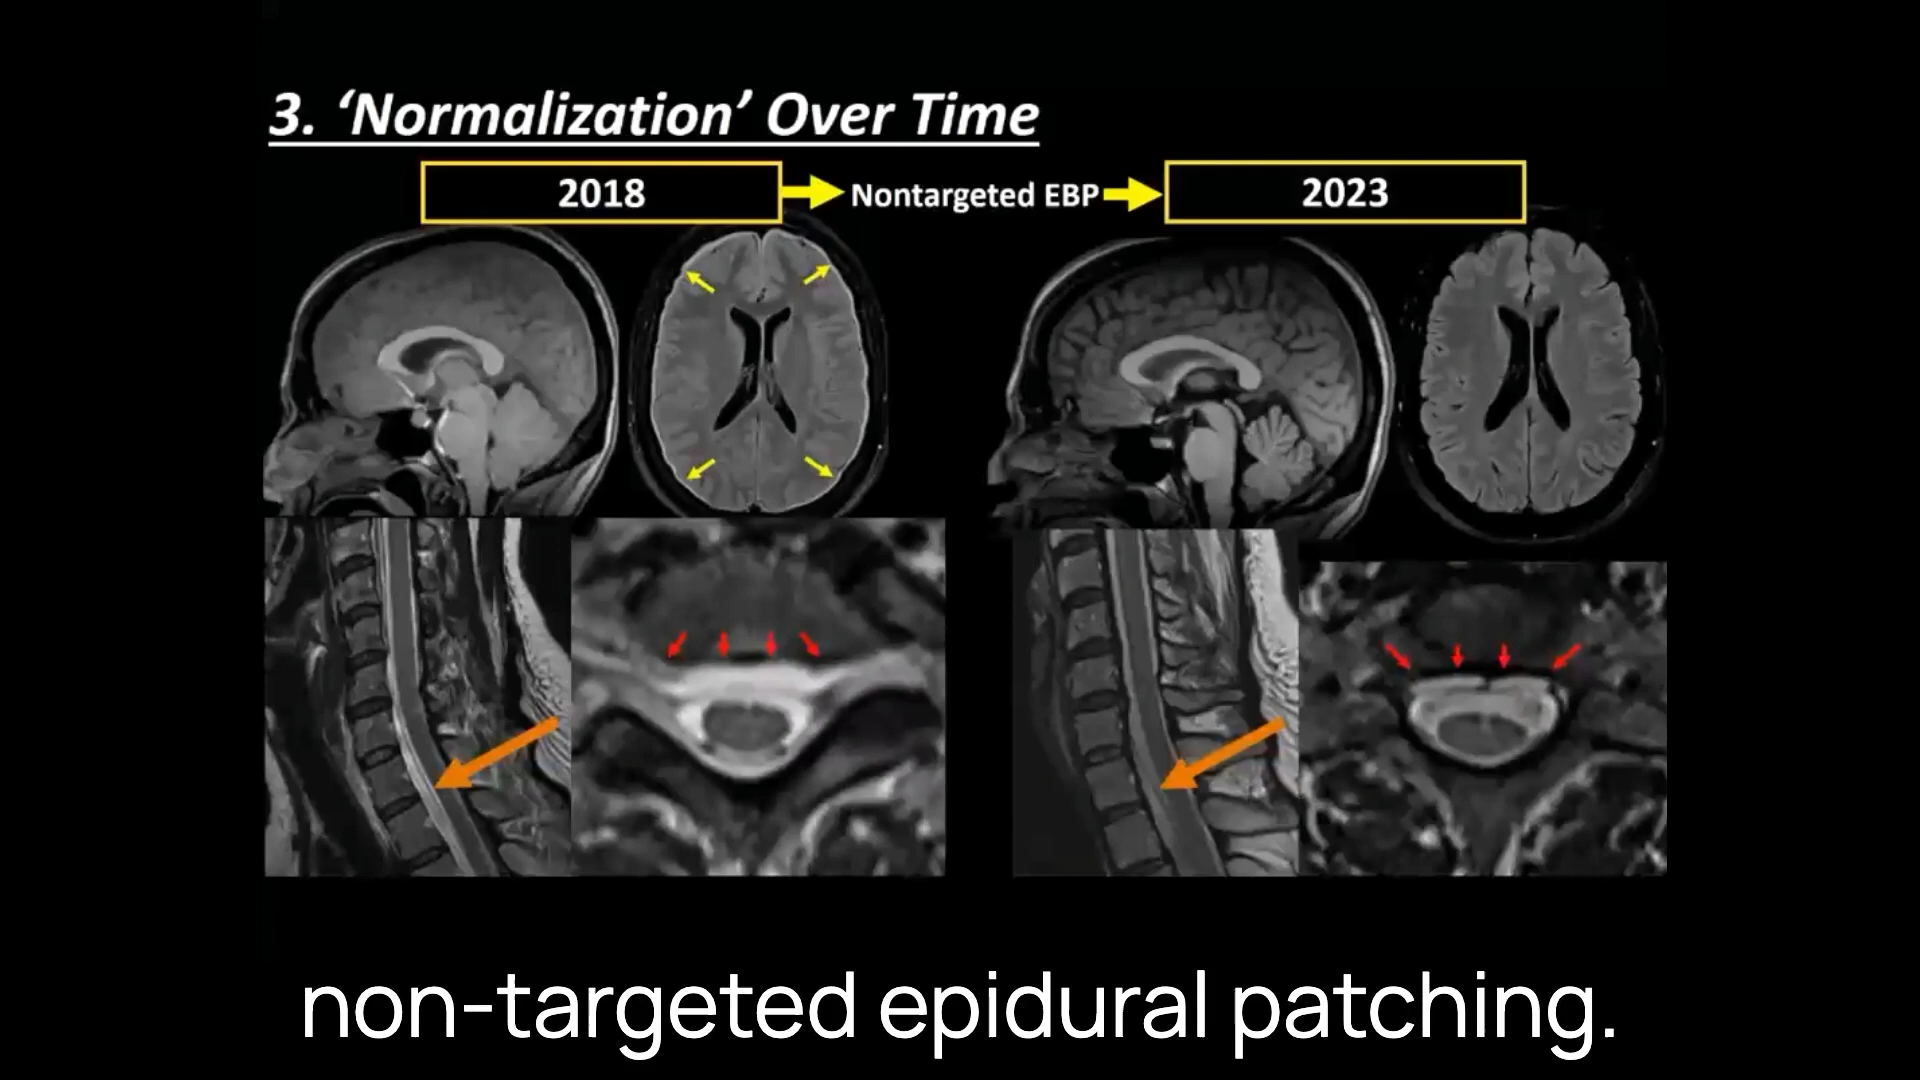 3. ‘Normalization’ Over Time
2018
Nontargeted EBP
2023
non-targeted epidural patching.